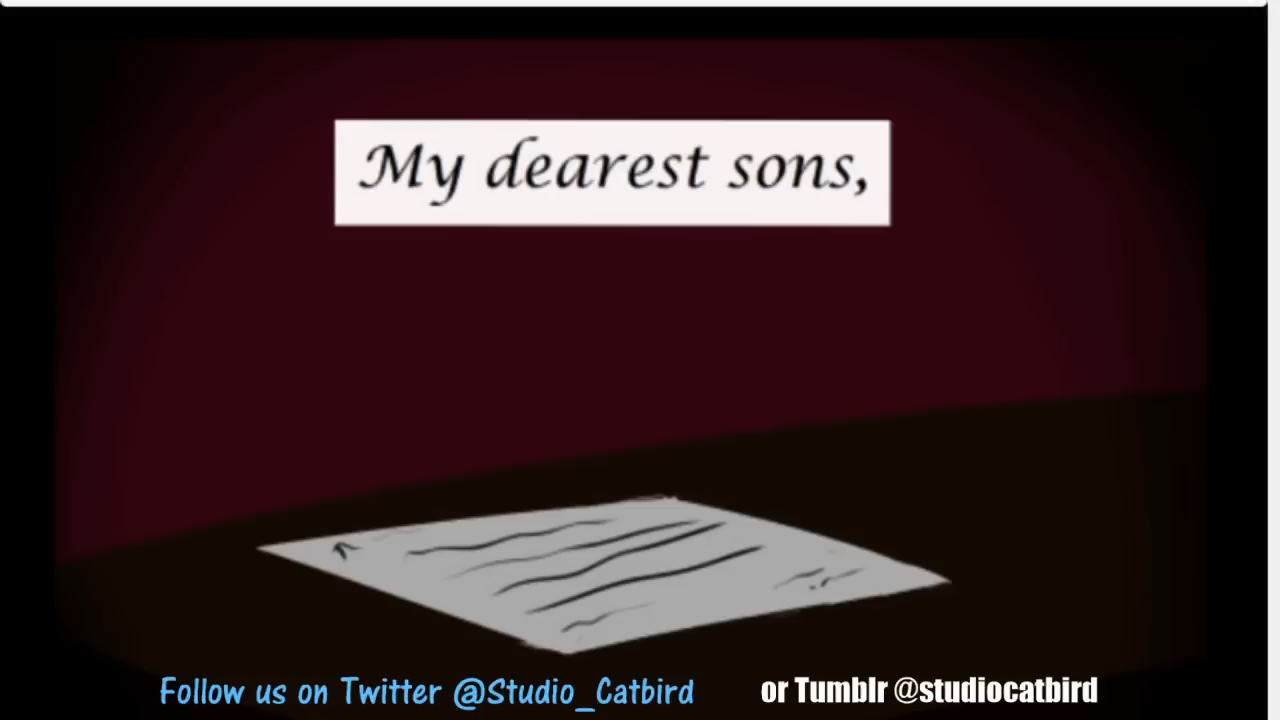 My dearest sons,
Follow us on Twitter @Studio_Catbird or Tumblr @studiocatbird